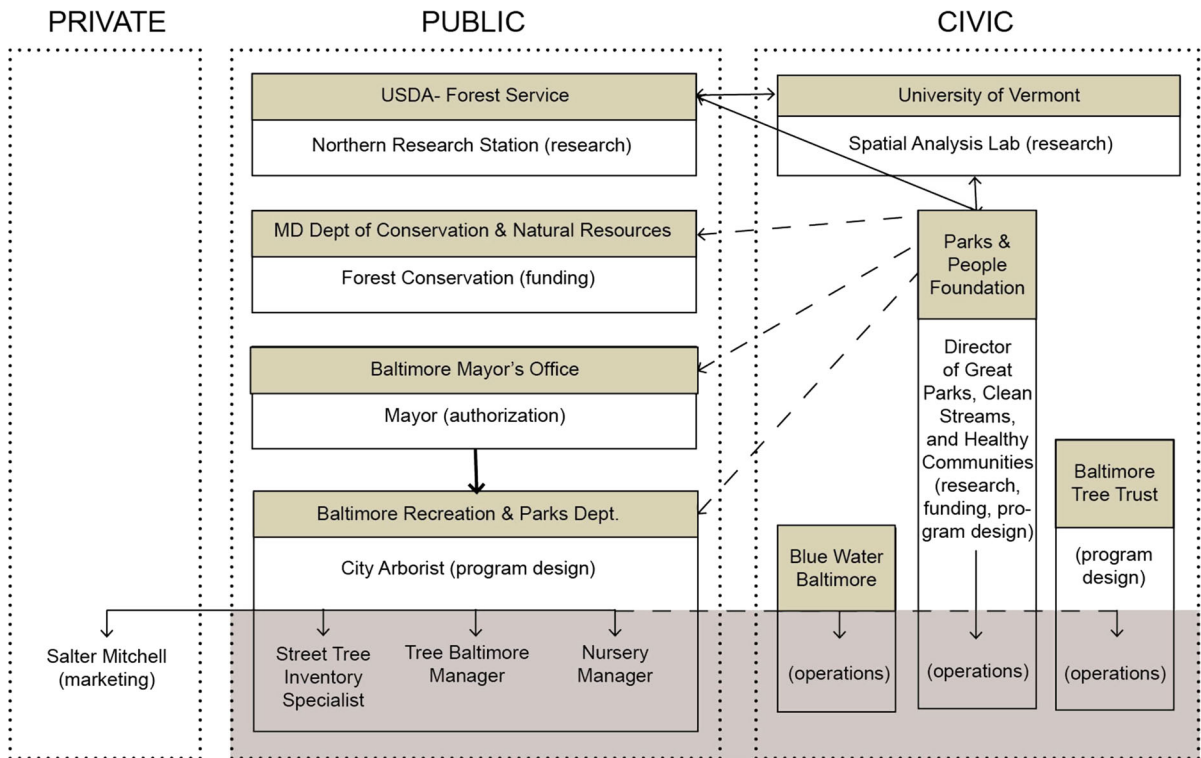 PRIVATE
PUBLIC
CIVIC
USDA- Forest Service
Northern Research Station (research)
University of Vermont
Spatial Analysis Lab (research)
MD Dept of Conservation & Natural Resources
Forest Conservation (funding)
Parks &
People
Foundation
Director
of Great
Parks, Clean
Streams,
and Healthy
Communities
(research,
funding, pro-
gram design)
Baltimore Mayor's Office
Mayor (authorization)
Baltimore Recreation & Parks Dept.
City Arborist (program design)
Blue Water
Baltimore
Baltimore
Tree Trust
(program
design)
Salter Mitchell
(marketing)
Street Tree
Inventory
Specialist
Tree Baltimore
Manager
Nursery
Manager
(operations)
(operations)
(operations)